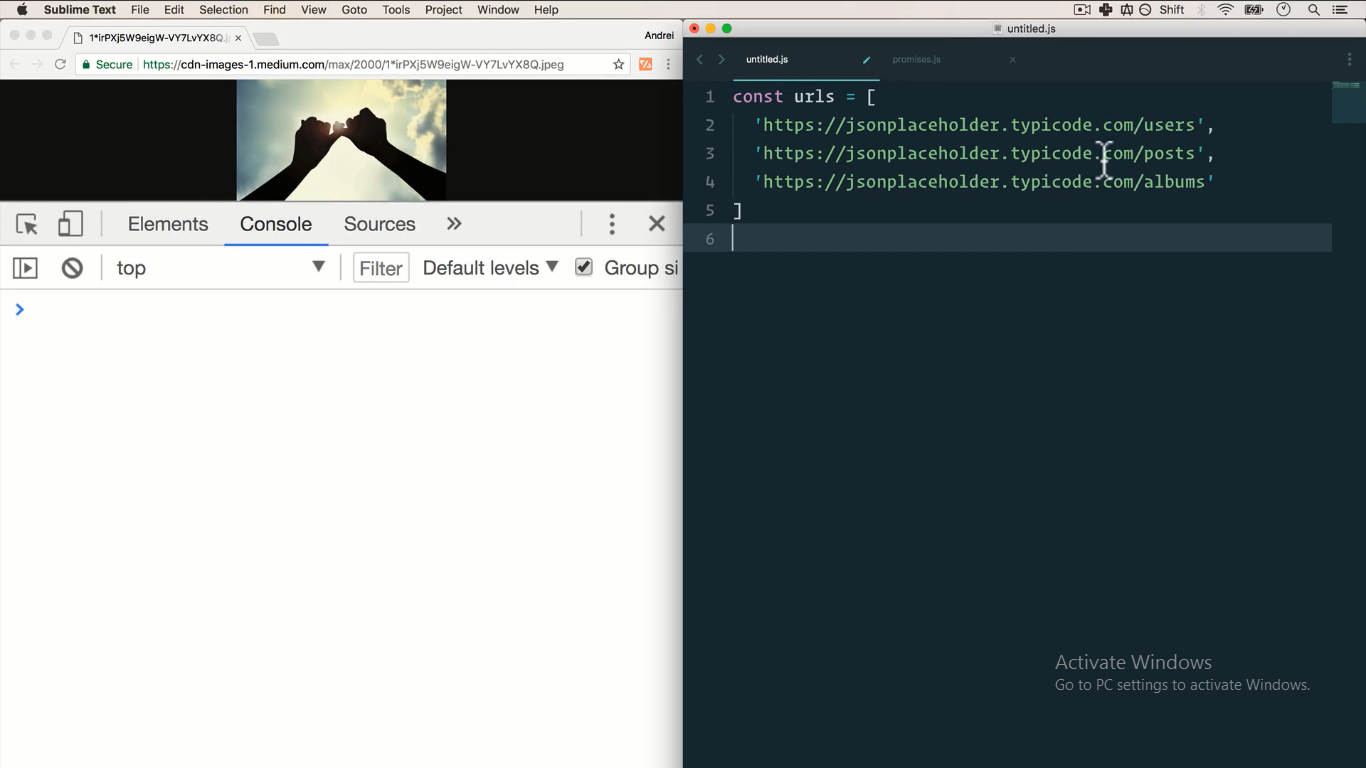 Sublime Text File Edit Selection Find View Goto Tools Project Window Help Shift
1*irPXj5W9eigW-VY7LvYX8Q.j
Andrei
Secure https://cdn-images-1.medium.com/max/2000/1*irPXj5W9eigW-VY7LvYX8Q.jpeg
Elements Console Sources
top Filter Default levels Group si
untitled.js
untitled.js promises.js
1 const urls = [
2 'https://jsonplaceholder.typicode.com/users',
3 'https://jsonplaceholder.typicode.com/posts',
4 'https://jsonplaceholder.typicode.com/albums'
5 ]
6
Activate Windows
Go to PC settings to activate Windows.